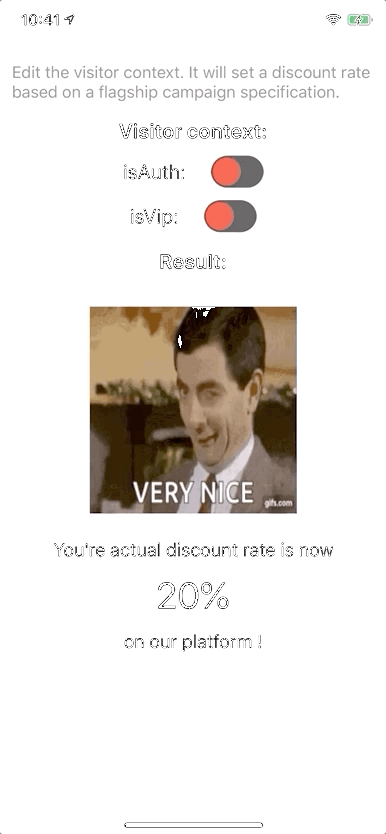 10:41
Edit the visitor context. It will set a discount rate
based on a flagship campaign specification.
Visitor context:
isAuth:
isVip:
Result:
VERY NICE
gifs.com
You're actual discount rate is now
20%
on our platform !